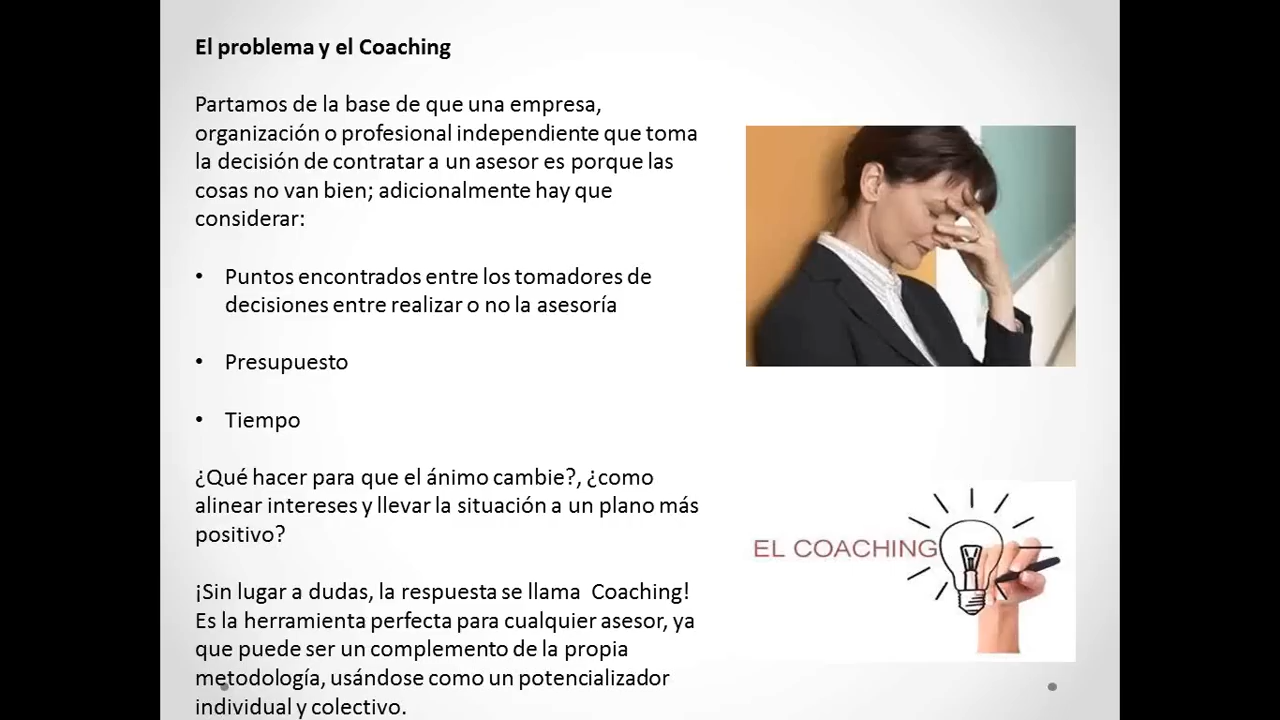 El problema y el Coaching
Partamos de la base de que una empresa,
organización o profesional independiente que toma
la decisión de contratar a un asesor es porque las
cosas no van bien; adicionalmente hay que
considerar:
• Puntos encontrados entre los tomadores de
decisiones entre realizar o no la asesoría
• Presupuesto
• Tiempo
¿Qué hacer para que el ánimo cambie?, ¿como
alinear intereses y llevar la situación a un plano más
positivo?
¡Sin lugar a dudas, la respuesta se llama  Coaching!
Es la herramienta perfecta para cualquier asesor, ya
que puede ser un complemento de la propia
metodología, usándose como un potencializador
individual y colectivo.
EL COACHING